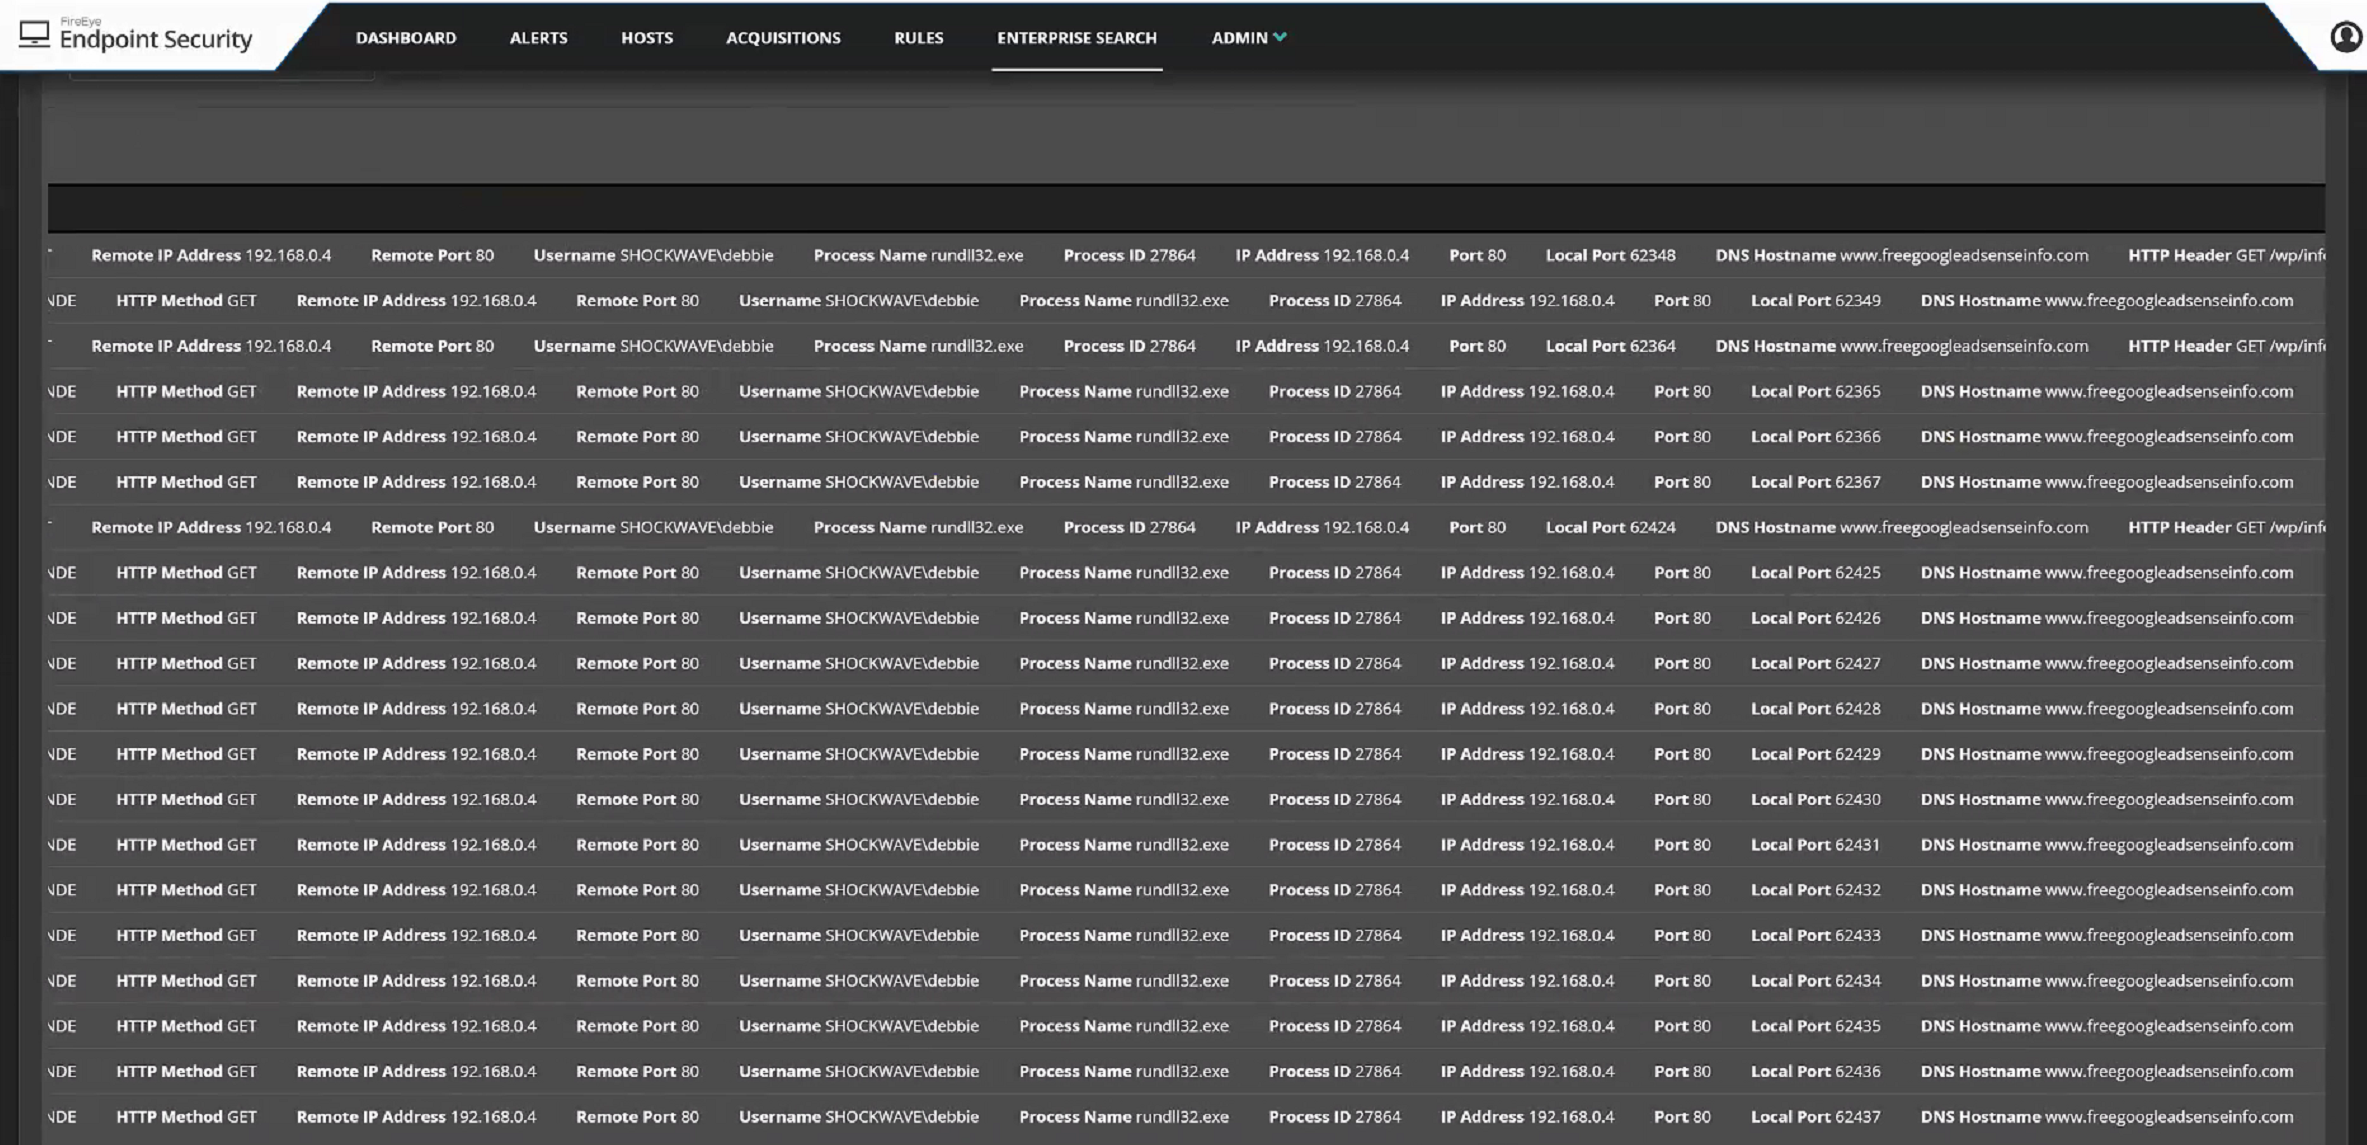 FireEye
Endpoint Security
DASHBOARD ALERTS HOSTS ACQUISITIONS RULES ENTERPRISE SEARCH ADMIN
Remote IP Address 192.168.0.4 Remote Port 80 Username SHOCKWAVE\debbie Process Name rundll32.exe Process ID 27864 IP Address 192.168.0.4 Port 80 Local Port 62348 DNS Hostname www.freegoogleadsenseinfo.com HTTP Header GET /wp/inf
NDE HTTP Method GET Remote IP Address 192.168.0.4 Remote Port 80 Username SHOCKWAVE\debbie Process Name rundll32.exe Process ID 27864 IP Address 192.168.0.4 Port 80 Local Port 62349 DNS Hostname www.freegoogleadsenseinfo.com
Remote IP Address 192.168.0.4 Remote Port 80 Username SHOCKWAVE\debbie Process Name rundll32.exe Process ID 27864 IP Address 192.168.0.4 Port 80 Local Port 62364 DNS Hostname www.freegoogleadsenseinfo.com HTTP Header GET /wp/inf
NDE HTTP Method GET Remote IP Address 192.168.0.4 Remote Port 80 Username SHOCKWAVE\debbie Process Name rundll32.exe Process ID 27864 IP Address 192.168.0.4 Port 80 Local Port 62365 DNS Hostname www.freegoogleadsenseinfo.com
NDE HTTP Method GET Remote IP Address 192.168.0.4 Remote Port 80 Username SHOCKWAVE\debbie Process Name rundll32.exe Process ID 27864 IP Address 192.168.0.4 Port 80 Local Port 62366 DNS Hostname www.freegoogleadsenseinfo.com
NDE HTTP Method GET Remote IP Address 192.168.0.4 Remote Port 80 Username SHOCKWAVE\debbie Process Name rundll32.exe Process ID 27864 IP Address 192.168.0.4 Port 80 Local Port 62367 DNS Hostname www.freegoogleadsenseinfo.com
Remote IP Address 192.168.0.4 Remote Port 80 Username SHOCKWAVE\debbie Process Name rundll32.exe Process ID 27864 IP Address 192.168.0.4 Port 80 Local Port 62424 DNS Hostname www.freegoogleadsenseinfo.com HTTP Header GET /wp/inf
NDE HTTP Method GET Remote IP Address 192.168.0.4 Remote Port 80 Username SHOCKWAVE\debbie Process Name rundll32.exe Process ID 27864 IP Address 192.168.0.4 Port 80 Local Port 62425 DNS Hostname www.freegoogleadsenseinfo.com
NDE HTTP Method GET Remote IP Address 192.168.0.4 Remote Port 80 Username SHOCKWAVE\debbie Process Name rundll32.exe Process ID 27864 IP Address 192.168.0.4 Port 80 Local Port 62426 DNS Hostname www.freegoogleadsenseinfo.com
NDE HTTP Method GET Remote IP Address 192.168.0.4 Remote Port 80 Username SHOCKWAVE\debbie Process Name rundll32.exe Process ID 27864 IP Address 192.168.0.4 Port 80 Local Port 62427 DNS Hostname www.freegoogleadsenseinfo.com
NDE HTTP Method GET Remote IP Address 192.168.0.4 Remote Port 80 Username SHOCKWAVE\debbie Process Name rundll32.exe Process ID 27864 IP Address 192.168.0.4 Port 80 Local Port 62428 DNS Hostname www.freegoogleadsenseinfo.com
NDE HTTP Method GET Remote IP Address 192.168.0.4 Remote Port 80 Username SHOCKWAVE\debbie Process Name rundll32.exe Process ID 27864 IP Address 192.168.0.4 Port 80 Local Port 62429 DNS Hostname www.freegoogleadsenseinfo.com
NDE HTTP Method GET Remote IP Address 192.168.0.4 Remote Port 80 Username SHOCKWAVE\debbie Process Name rundll32.exe Process ID 27864 IP Address 192.168.0.4 Port 80 Local Port 62430 DNS Hostname www.freegoogleadsenseinfo.com
NDE HTTP Method GET Remote IP Address 192.168.0.4 Remote Port 80 Username SHOCKWAVE\debbie Process Name rundll32.exe Process ID 27864 IP Address 192.168.0.4 Port 80 Local Port 62431 DNS Hostname www.freegoogleadsenseinfo.com
NDE HTTP Method GET Remote IP Address 192.168.0.4 Remote Port 80 Username SHOCKWAVE\debbie Process Name rundll32.exe Process ID 27864 IP Address 192.168.0.4 Port 80 Local Port 62432 DNS Hostname www.freegoogleadsenseinfo.com
NDE HTTP Method GET Remote IP Address 192.168.0.4 Remote Port 80 Username SHOCKWAVE\debbie Process Name rundll32.exe Process ID 27864 IP Address 192.168.0.4 Port 80 Local Port 62433 DNS Hostname www.freegoogleadsenseinfo.com
NDE HTTP Method GET Remote IP Address 192.168.0.4 Remote Port 80 Username SHOCKWAVE\debbie Process Name rundll32.exe Process ID 27864 IP Address 192.168.0.4 Port 80 Local Port 62434 DNS Hostname www.freegoogleadsenseinfo.com
NDE HTTP Method GET Remote IP Address 192.168.0.4 Remote Port 80 Username SHOCKWAVE\debbie Process Name rundll32.exe Process ID 27864 IP Address 192.168.0.4 Port 80 Local Port 62435 DNS Hostname www.freegoogleadsenseinfo.com
NDE HTTP Method GET Remote IP Address 192.168.0.4 Remote Port 80 Username SHOCKWAVE\debbie Process Name rundll32.exe Process ID 27864 IP Address 192.168.0.4 Port 80 Local Port 62436 DNS Hostname www.freegoogleadsenseinfo.com
NDE HTTP Method GET Remote IP Address 192.168.0.4 Remote Port 80 Username SHOCKWAVE\debbie Process Name rundll32.exe Process ID 27864 IP Address 192.168.0.4 Port 80 Local Port 62437 DNS Hostname www.freegoogleadsenseinfo.com